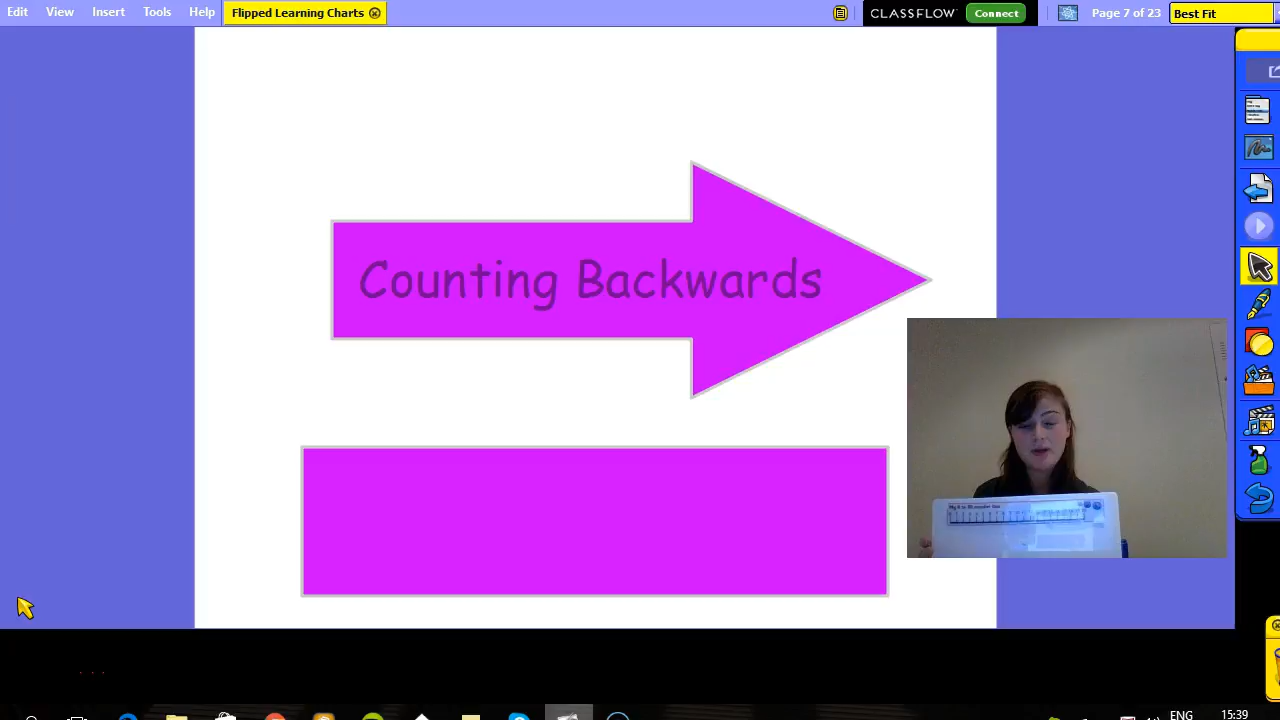 Edit View Insert Tools Help Flipped Learning Charts CLASSFLOW Connect Page 7 of 23 Best Fit
Counting Backwards
ENG 15:39